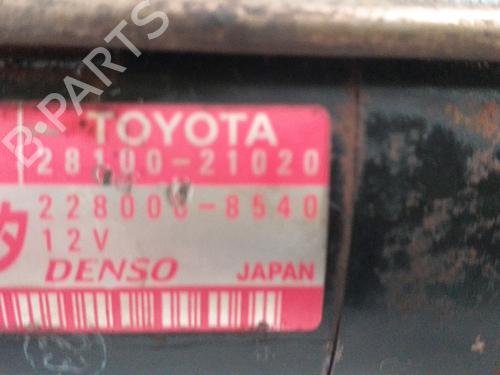 TOYOTA
28100-21020
228000-8540
12V
DENSO JAPAN
B-PARTS